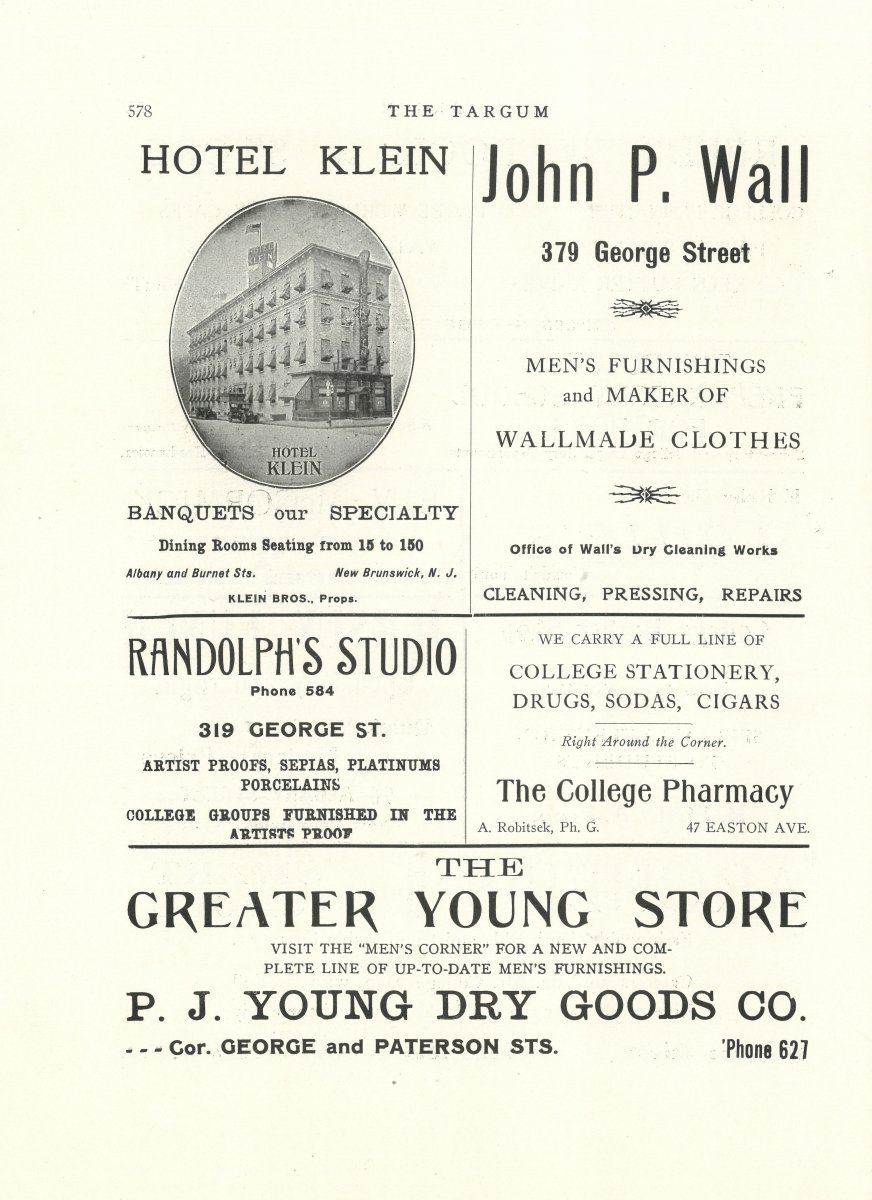 578
THE TARGUM
HOTEL KLEIN
HOTEL
KLEIN
BANQUETS our SPECIALTY
Dining Rooms Seating from 15 to 150
Albany and Burnet Sts. New Brunswick, N. J.
KLEIN BROS., Props.
John P. Wall
379 George Street
MEN'S FURNISHINGS
and MAKER OF
WALLMADE CLOTHES
Office of Wall's Dry Cleaning Works
CLEANING, PRESSING, REPAIRS
RANDOLPH'S STUDIO
Phone 584
319 GEORGE ST.
ARTIST PROOFS, SEPIAS, PLATINUMS
PORCELAINS
COLLEGE GROUPS FURNISHED IN THE
ARTISTS PROOF
WE CARRY A FULL LINE OF
COLLEGE STATIONERY,
DRUGS, SODAS, CIGARS
Right Around the Corner.
The College Pharmacy
A. Robitsek, Ph. G. 47 EASTON AVE.
THE
GREATER YOUNG STORE
VISIT THE "MEN'S CORNER" FOR A NEW AND COM-
PLETE LINE OF UP-TO-DATE MEN'S FURNISHINGS.
P. J. YOUNG DRY GOODS CO.
- - - Cor. GEORGE and PATERSON STS. 'Phone 627